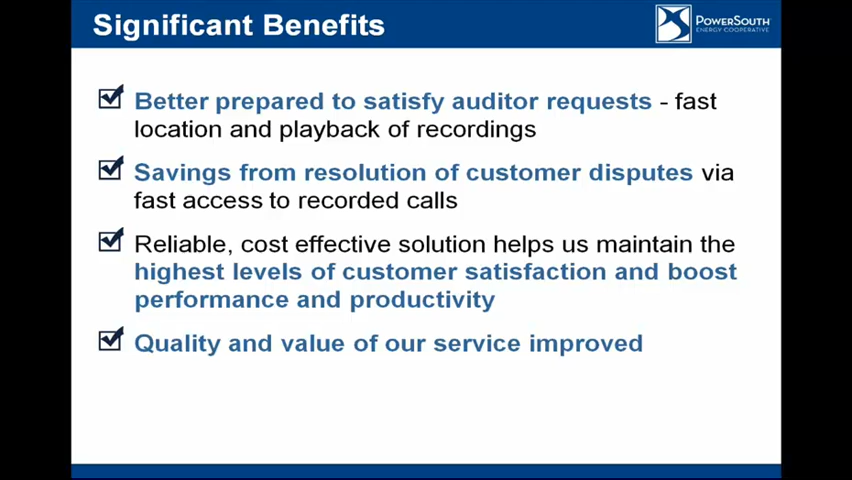 Significant Benefits
POWERSOUTH
ENERGY COOPERATIVE
Better prepared to satisfy auditor requests - fast
location and playback of recordings
Savings from resolution of customer disputes via
fast access to recorded calls
Reliable, cost effective solution helps us maintain the
highest levels of customer satisfaction and boost
performance and productivity
Quality and value of our service improved